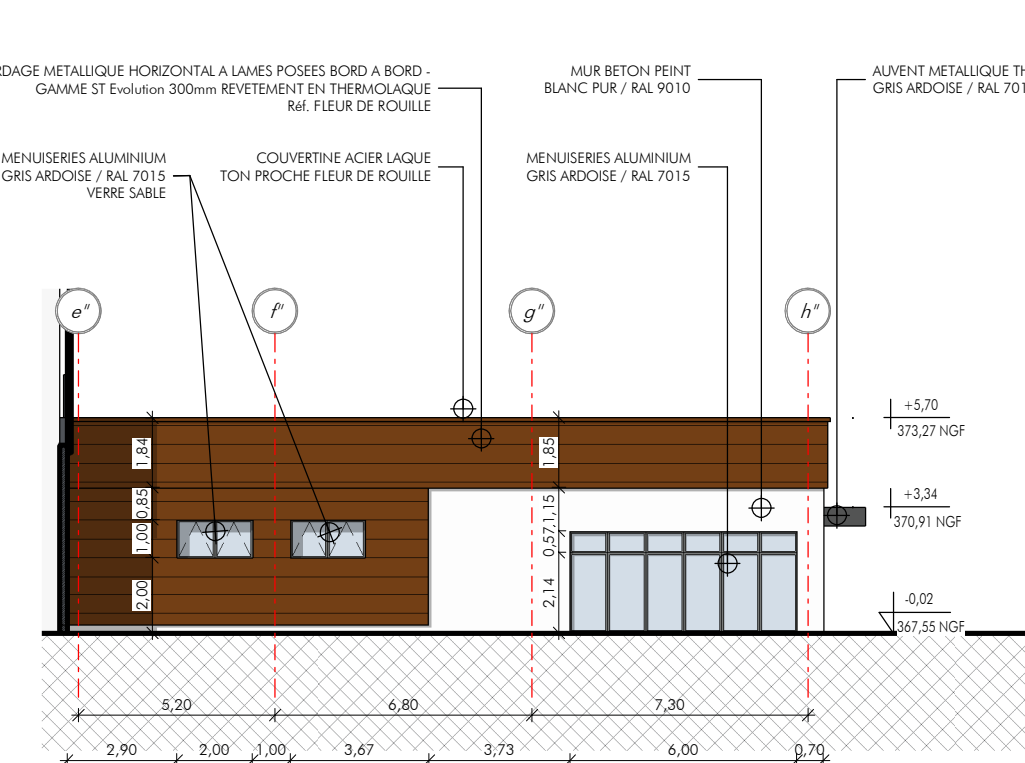 RDAGE METALLIQUE HORIZONTAL A LAMES POSEES BORD A BORD -
GAMME ST Evolution 300mm REVETEMENT EN THERMOLAQUE
Réf. FLEUR DE ROUILLE
MUR BETON PEINT
BLANC PUR / RAL 9010
AUVENT METALLIQUE TH
GRIS ARDOISE / RAL 701
MENUISERIES ALUMINIUM
GRIS ARDOISE / RAL 7015
VERRE SABLE
COUVERTINE ACIER LAQUE
TON PROCHE FLEUR DE ROUILLE
MENUISERIES ALUMINIUM
GRIS ARDOISE / RAL 7015
e"
f"
g"
h"
+5,70
373,27 NGF
+3,34
370,91 NGF
-0,02
367,55 NGF
1,84
0,85
1,00
2,00
1,85
1,15
0,57
2,14
5,20
6,80
7,30
2,90
2,00
1,00
3,67
3,73
6,00
0,70